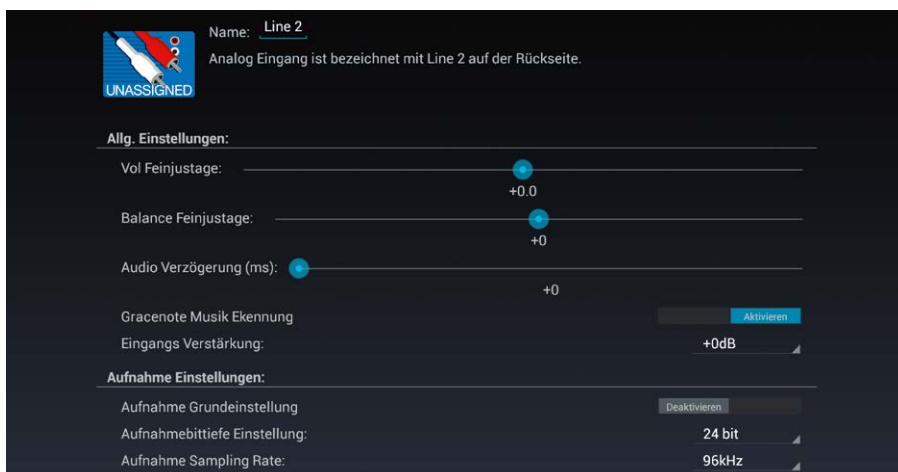 Name: Line 2
UNASSIGNED
Analog Eingang ist bezeichnet mit Line 2 auf der Rückseite.
Allg. Einstellungen:
Vol Feinjustage:
+0.0
Balance Feinjustage:
+0
Audio Verzögerung (ms):
+0
Gracenote Musik Ekennung Aktivieren
Eingangs Verstärkung: +0dB
Aufnahme Einstellungen:
Aufnahme Grundeinstellung Deaktivieren
Aufnahmebittiefe Einstellung: 24 bit
Aufnahme Sampling Rate: 96kHz